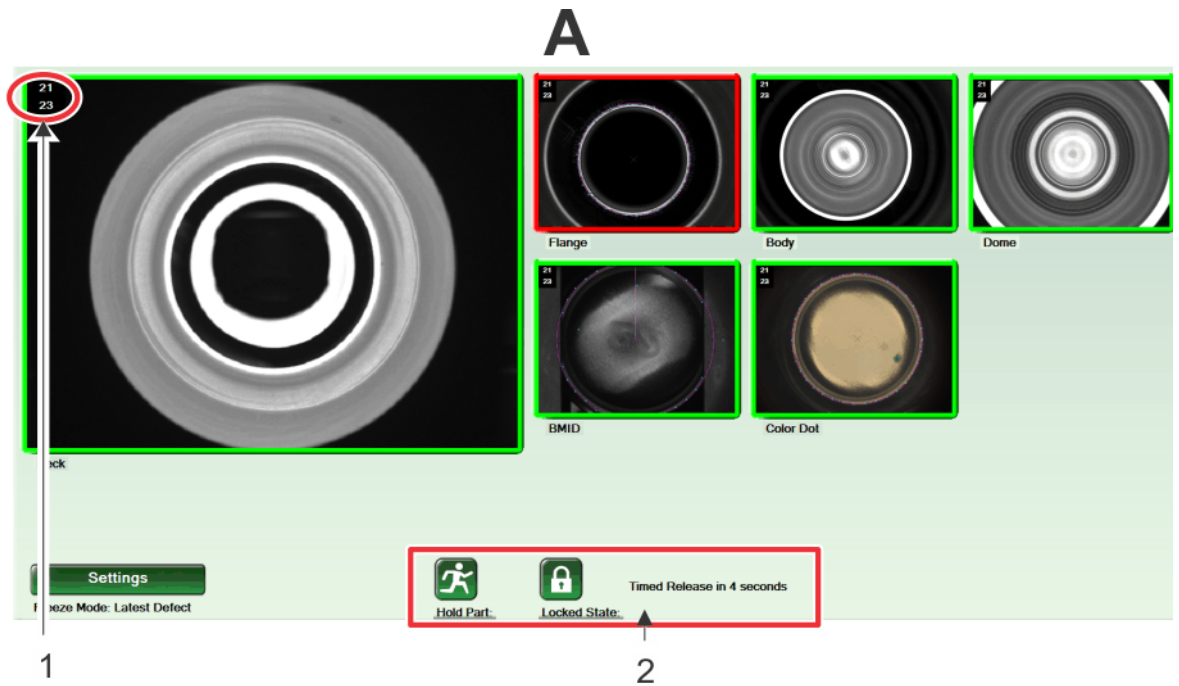 A
21
23
21
23
21
23
21
23
Flange
Body
Dome
21
23
21
23
BMID
Color Dot
eck
Settings
Freeze Mode: Latest Defect
Hold Part:
Locked State:
Timed Release in 4 seconds
1
2